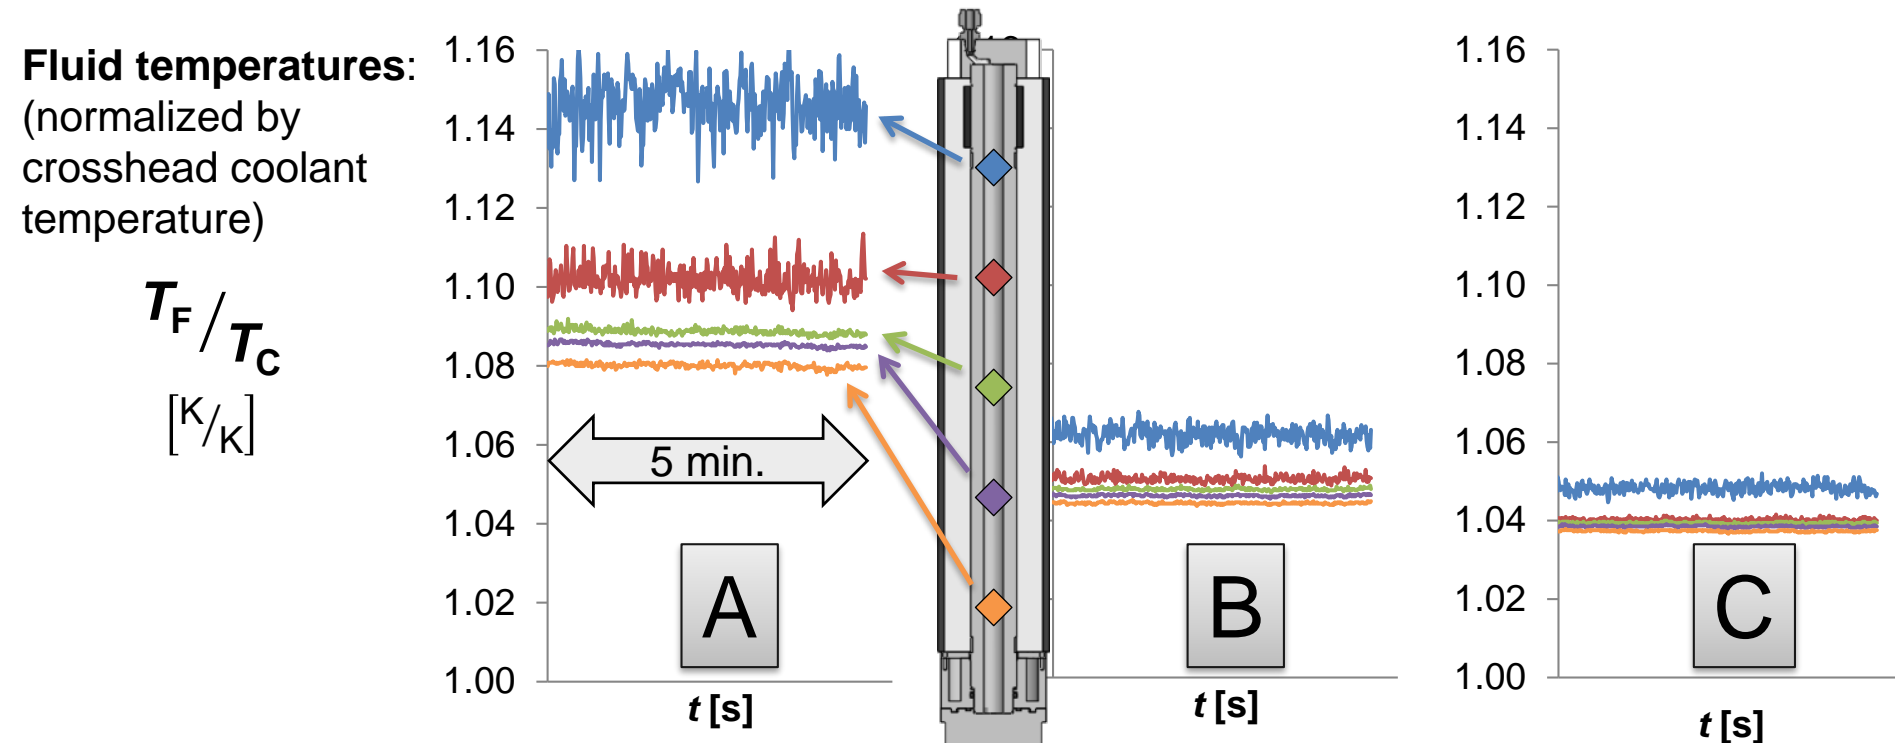 Fluid temperatures:
(normalized by
crosshead coolant
temperature)
TF/TC
[K/K]
1.16
1.14
1.12
1.10
1.08
1.06
1.04
1.02
1.00
5 min.
A
t [s]
B
t [s]
1.16
1.14
1.12
1.10
1.08
1.06
1.04
1.02
1.00
C
t [s]